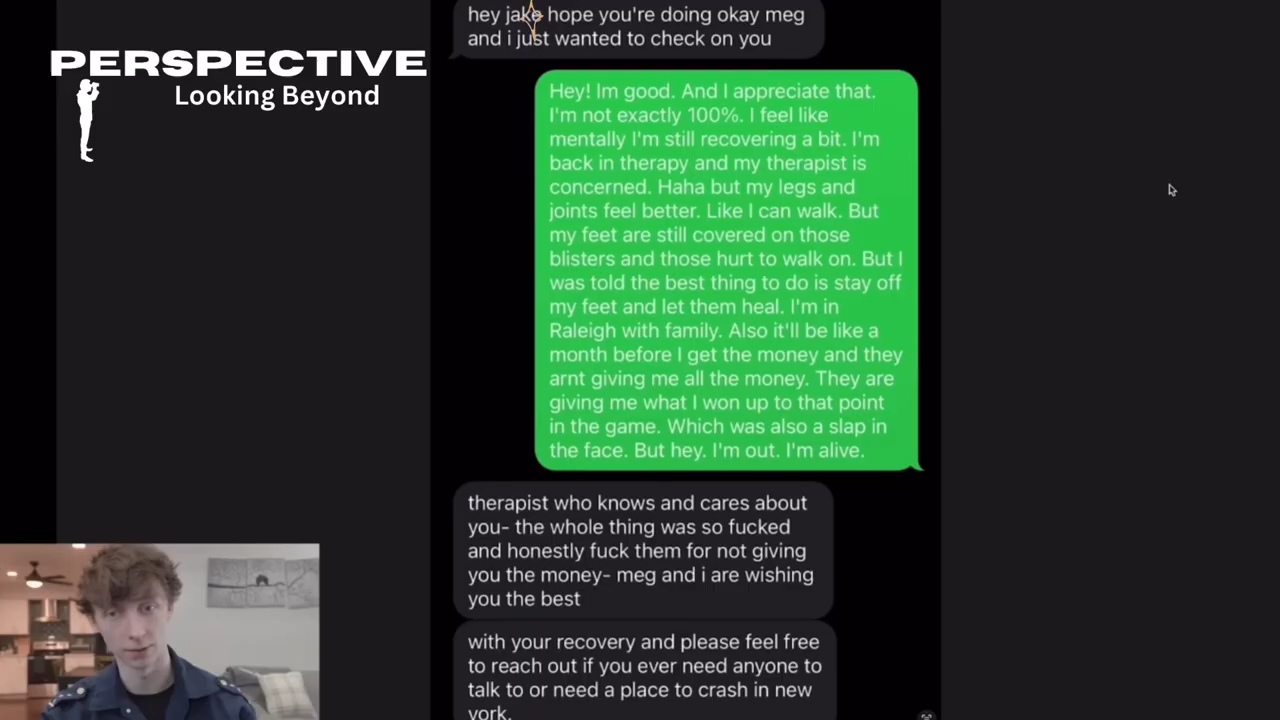 PERSPECTIVE
Looking Beyond
hey jake hope you're doing okay meg
and i just wanted to check on you
Hey! Im good. And I appreciate that.
I'm not exactly 100%. I feel like
mentally I'm still recovering a bit. I'm
back in therapy and my therapist is
concerned. Haha but my legs and
joints feel better. Like I can walk. But
my feet are still covered on those
blisters and those hurt to walk on. But I
was told the best thing to do is stay off
my feet and let them heal. I'm in
Raleigh with family. Also it'll be like a
month before I get the money and they
arnt giving me all the money. They are
giving me what I won up to that point
in the game. Which was also a slap in
the face. But hey. I'm out. I'm alive.
therapist who knows and cares about
you- the whole thing was so fucked
and honestly fuck them for not giving
you the money- meg and i are wishing
you the best
with your recovery and please feel free
to reach out if you ever need anyone to
talk to or need a place to crash in new
york.